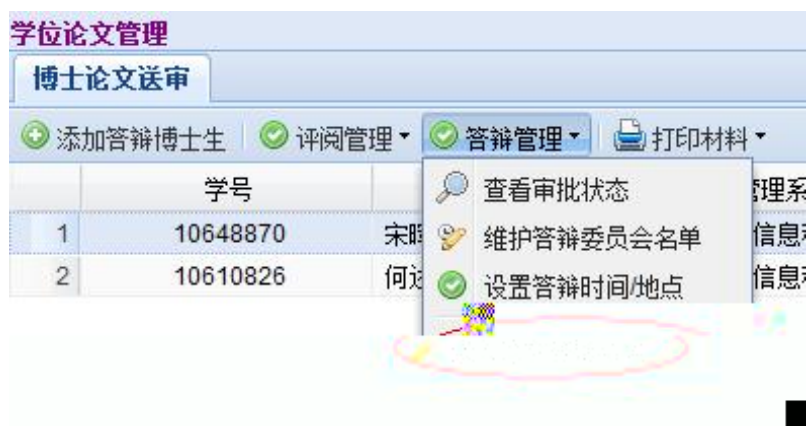 学位论文管理
博士论文送审
添加答辩博士生 评阅管理 答辩管理 打印材料
学号
查看审批状态
管理系
1 10648870 宋 维护答辩委员会名单 信息
2 10610826 何 设置答辩时间/地点 信息